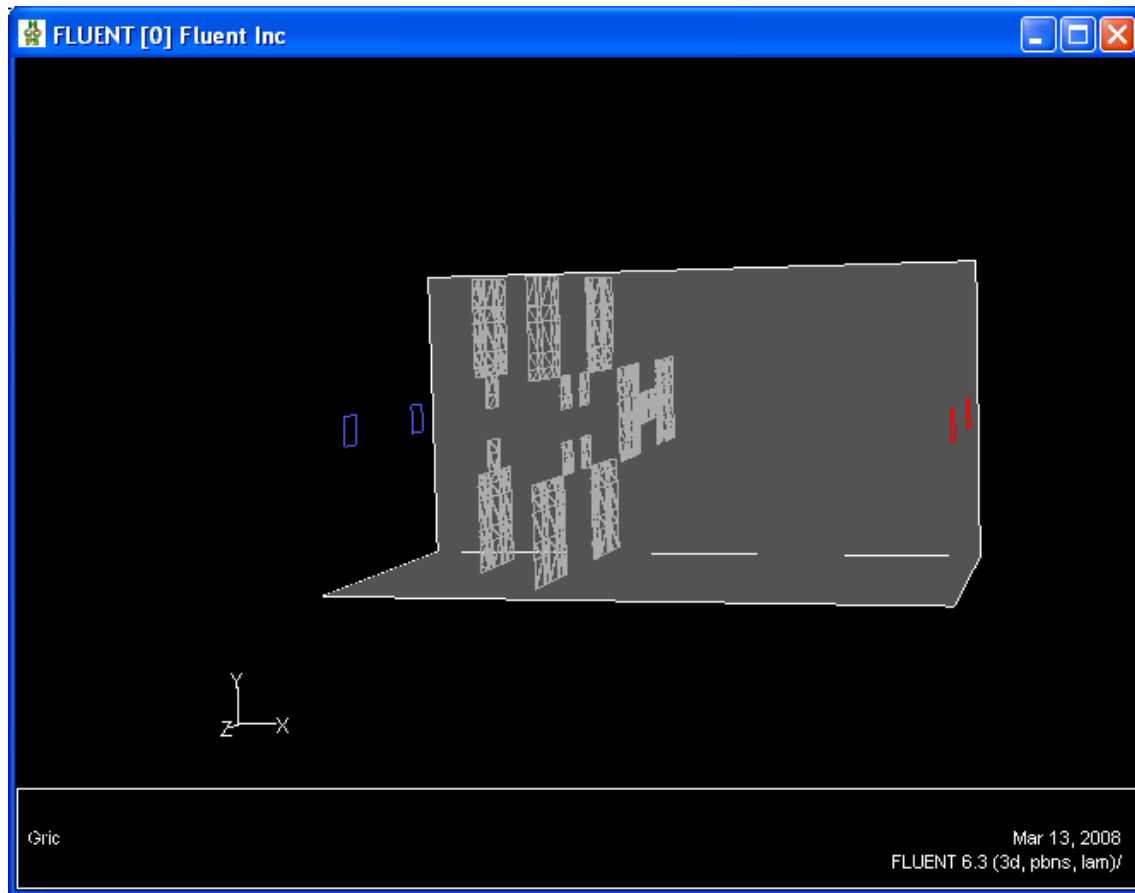 FLUENT [0] Fluent Inc
Y
Z X
Gric
Mar 13, 2008
FLUENT 6.3 (3d, pbns, lam)/